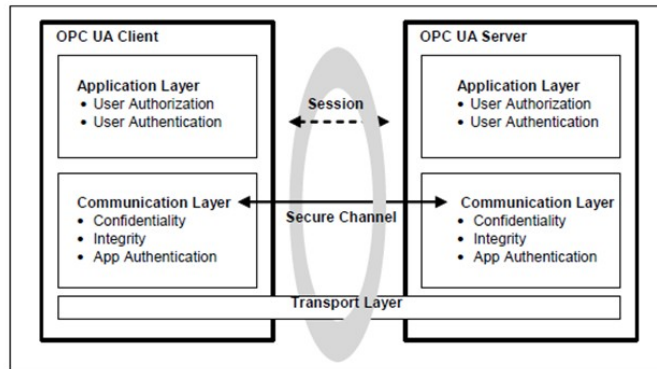 OPC UA Client
Application Layer
• User Authorization
• User Authentication
Communication Layer
• Confidentiality
• Integrity
• App Authentication
Session
Secure Channel
Transport Layer
OPC UA Server
Application Layer
• User Authorization
• User Authentication
Communication Layer
• Confidentiality
• Integrity
• App Authentication